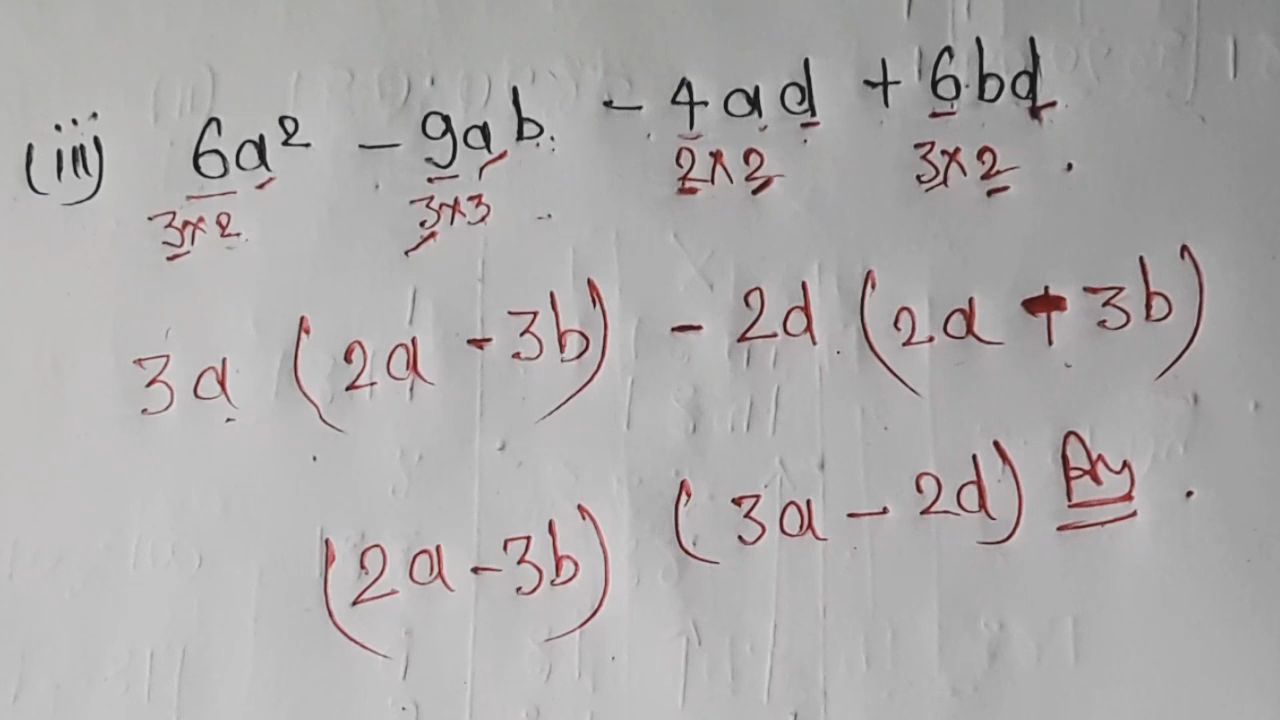 (iii) 6a² - 9ab - 4ad + 6bd
3×2 3×3 2×2 3×2
3a (2a - 3b) - 2d (2a + 3b)
(2a - 3b) (3a - 2d) Ans